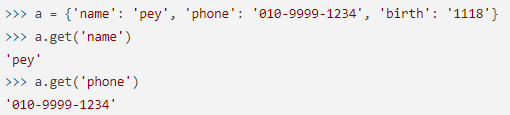 >>> a = {'name': 'pey', 'phone': '010-9999-1234', 'birth': '1118'}
>>> a.get('name')
'pey'
>>> a.get('phone')
'010-9999-1234'